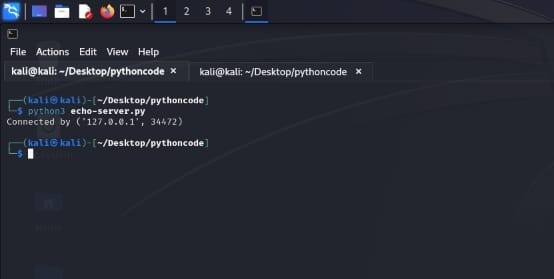 1 2 3 4
File Actions Edit View Help
kali@kali: ~/Desktop/pythoncode × kali@kali: ~/Desktop/pythoncode ×
┌──(kali㉿kali)-[~/Desktop/pythoncode]
└─$ python3 echo-server.py
Connected by ('127.0.0.1', 34472)
┌──(kali㉿kali)-[~/Desktop/pythoncode]
└─$